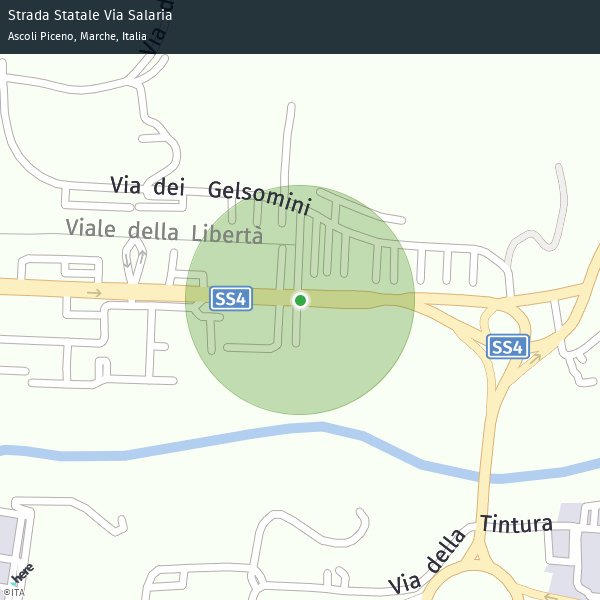 Strada Statale Via Salaria
Ascoli Piceno, Marche, Italia
Via d
Via dei Gelsomini
Viale della Libertà
SS4
SS4
Via della Tintura
here
©ITA